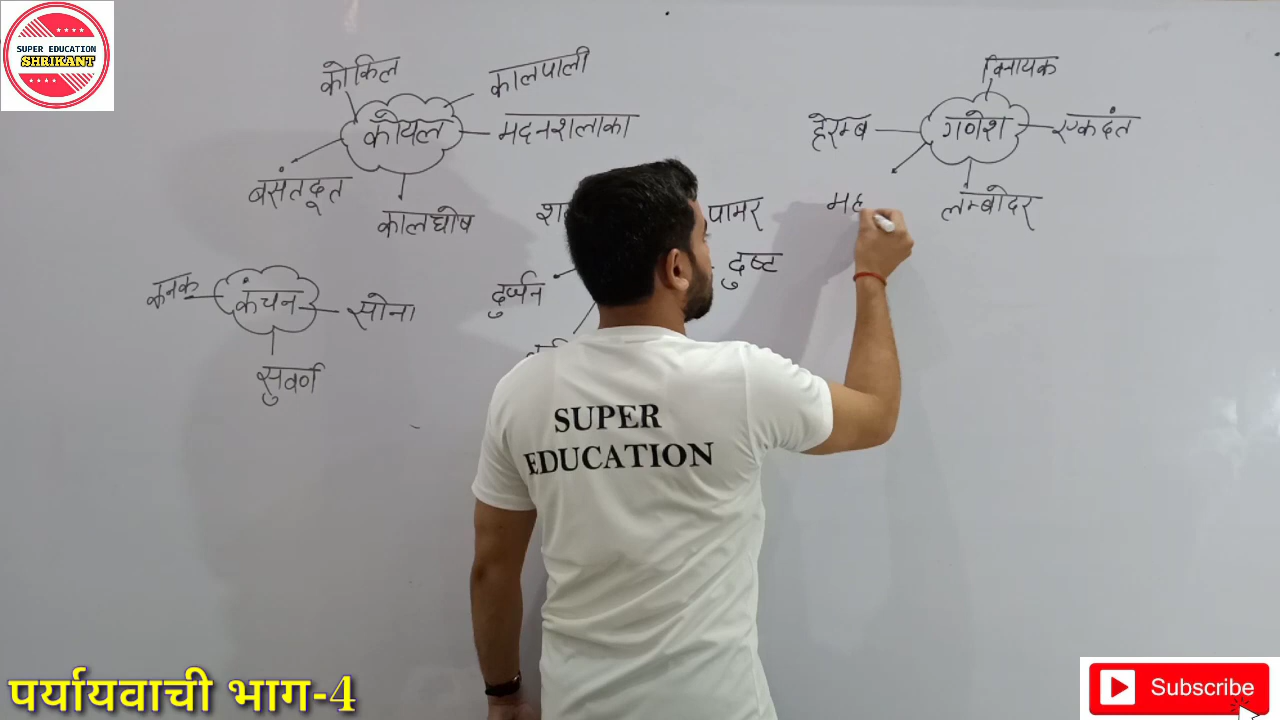 SUPER EDUCATION
SHRIKANT
कोकिल
कालपाली
कोयल
मदनशलाका
बसंतदूत
कालघोष
विनायक
हेरम्ब
गणेश
एकदंत
मह
लम्बोदर
पामर
दुष्ट
दुर्जन
कनक
कंचन
सोना
सुवर्ण
SUPER
EDUCATION
पर्यायवाची भाग-4
Subscribe